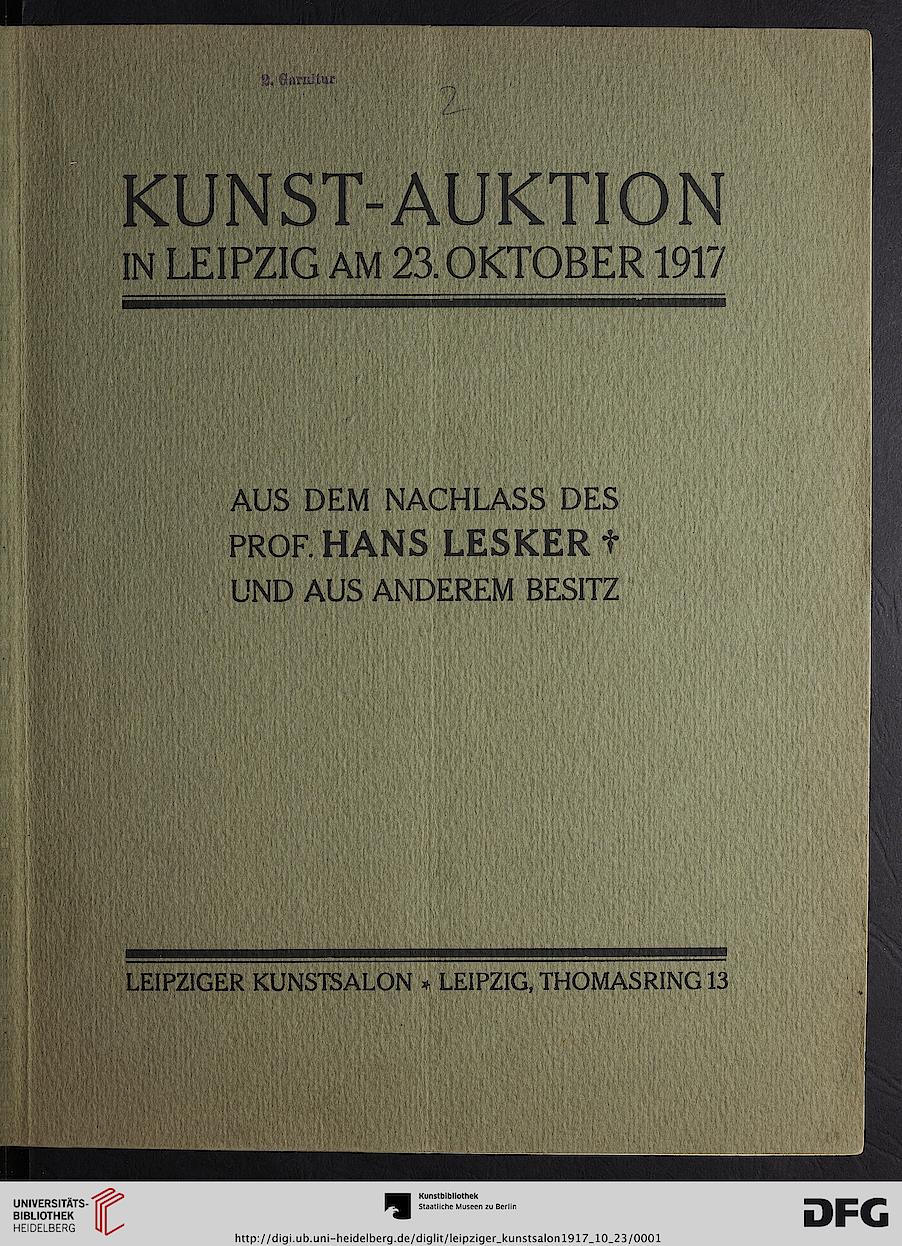 2. Garnitur
2
KUNST-AUKTION
IN LEIPZIG AM 23. OKTOBER 1917
AUS DEM NACHLASS DES
PROF. HANS LESKER †
UND AUS ANDEREM BESITZ
LEIPZIGER KUNSTSALON * LEIPZIG, THOMASRING 13
UNIVERSITÄTS-
BIBLIOTHEK
HEIDELBERG
Kunstbibliothek
Staatliche Museen zu Berlin
DFG
http://digi.ub.uni-heidelberg.de/diglit/leipziger_kunstsalon1917_10_23/0001